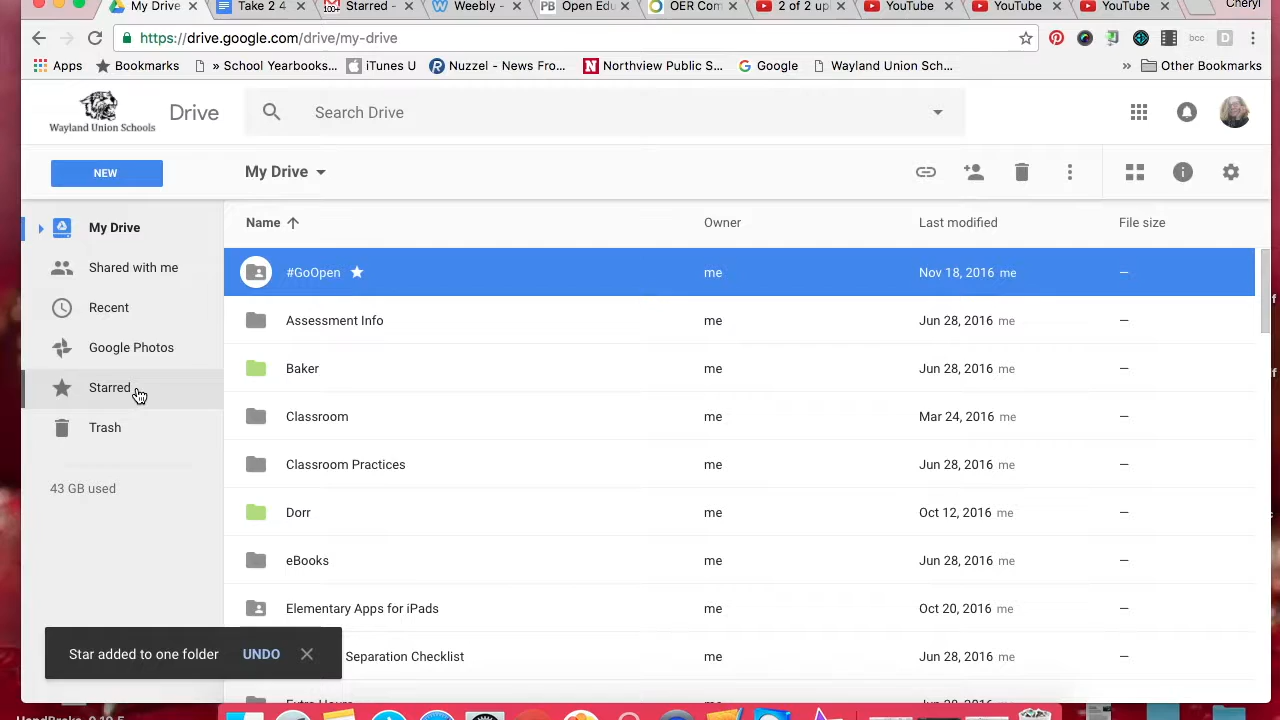 My Drive
Take 2 4
100+
Starred -
Weebly -
PB
Open Edu
OER Com
2 of 2 upl
YouTube
YouTube
YouTube
Cheryl
https://drive.google.com/drive/my-drive
bcc
Apps
Bookmarks
» School Yearbooks...
iTunes U
Nuzzel - News Fro...
Northview Public S...
Google
Wayland Union Sch...
»
Other Bookmarks
Wayland Union Schools
Drive
Search Drive
NEW
My Drive
Name
Owner
Last modified
File size
My Drive
Shared with me
Recent
Google Photos
Starred
Trash
43 GB used
#GoOpen me Nov 18, 2016 me —
Assessment Info me Jun 28, 2016 me —
Baker me Jun 28, 2016 me —
Classroom me Mar 24, 2016 me —
Classroom Practices me Jun 28, 2016 me —
Dorr me Oct 12, 2016 me —
eBooks me Jun 28, 2016 me —
Elementary Apps for iPads me Oct 20, 2016 me —
Separation Checklist me Jun 28, 2016 me —
Star added to one folder UNDO